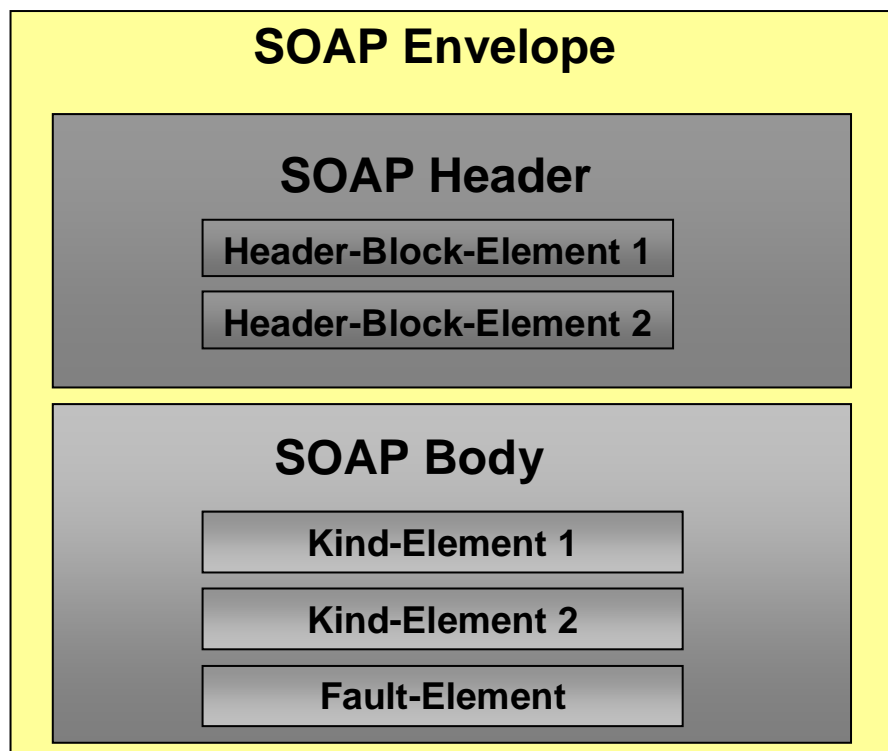 SOAP Envelope
SOAP Header
Header-Block-Element 1
Header-Block-Element 2
SOAP Body
Kind-Element 1
Kind-Element 2
Fault-Element